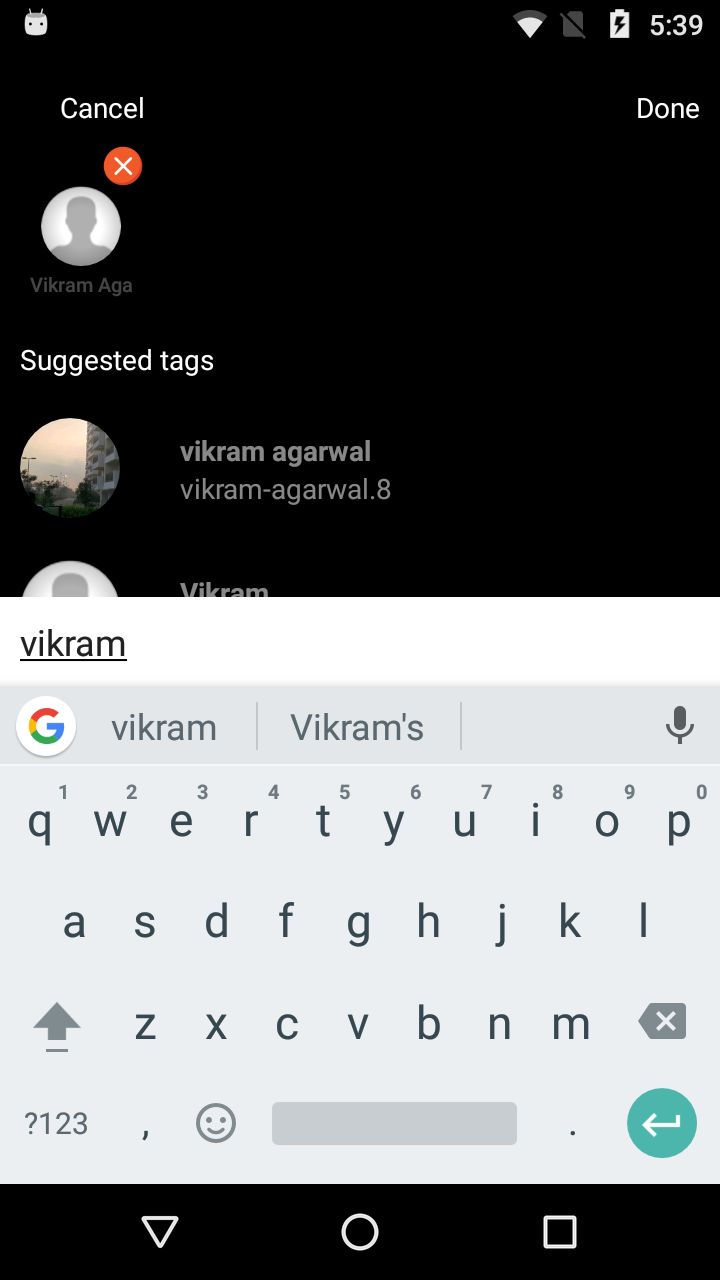 5:39
Cancel
Done
Vikram Aga
Suggested tags
vikram agarwal
vikram-agarwal.8
Vikram
vikram
vikram
Vikram's
1 2 3 4 5 6 7 8 9 0
q w e r t y u i o p
a s d f g h j k l
z x c v b n m
?123 , .